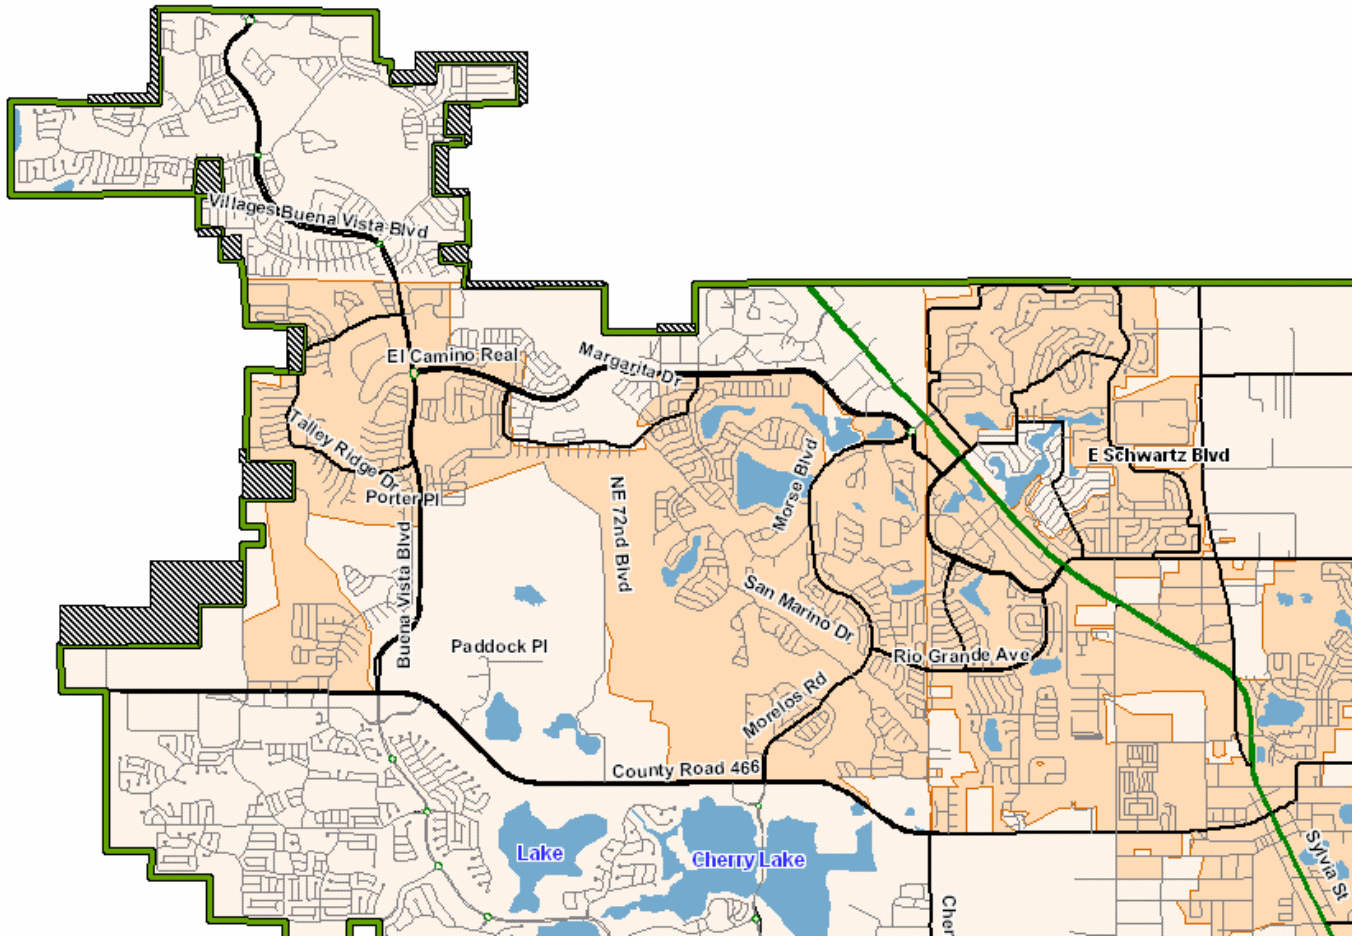 Villages Buena Vista Blvd
El Camino Real
Margarita Dr
Talley Ridge Dr
Porter Pl
E Schwartz Blvd
NE 72nd Blvd
Morse Blvd
Buena Vista Blvd
San Marino Dr
Paddock Pl
Rio Grande Ave
Morelos Rd
County Road 466
Lake
Cherry Lake
Sylvia St
Cher